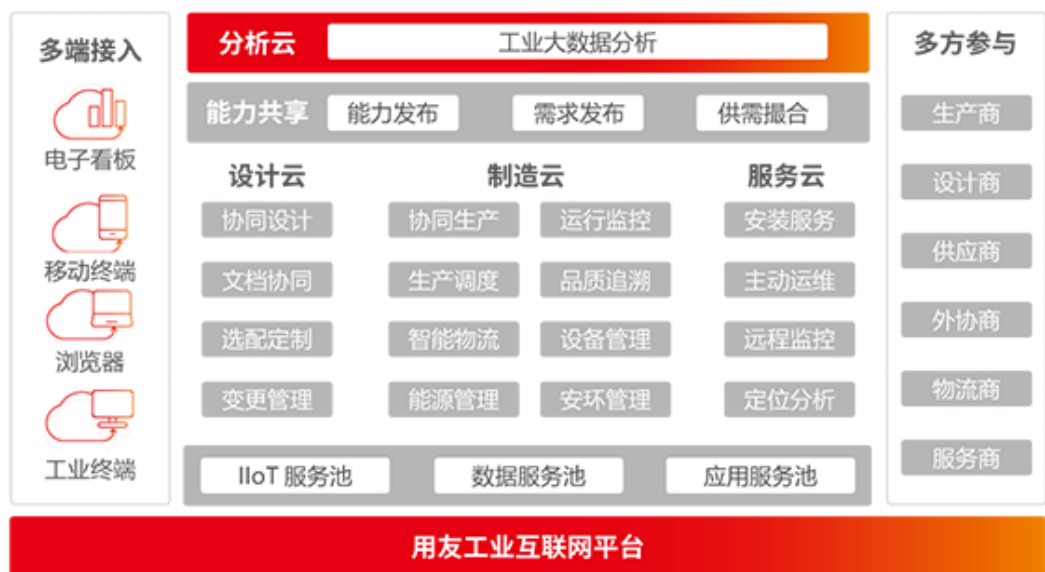 多端接入
电子看板
移动终端
浏览器
工业终端
分析云 工业大数据分析
能力共享 能力发布 需求发布 供需撮合
设计云 制造云 服务云
协同设计 协同生产 运行监控 安装服务
文档协同 生产调度 品质追溯 主动运维
选配定制 智能物流 设备管理 远程监控
变更管理 能源管理 安环管理 定位分析
IIoT 服务池 数据服务池 应用服务池
多方参与
生产商
设计商
供应商
外协商
物流商
服务商
用友工业互联网平台